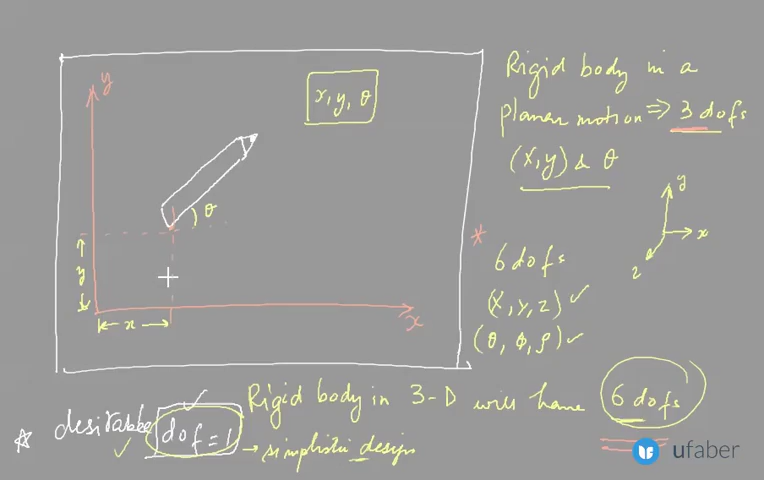 y
x, y, θ
θ
y
x
x
Rigid body in a
planar motion ⇒ 3 dofs
(x, y) & θ
y
x
z
*
6 dofs
(x, y, z) ✓
(θ, ϕ, ρ) ✓
Rigid body in 3-D will have 6 dofs
☆ desirable dof = 1
→ simplistic design
ufaber